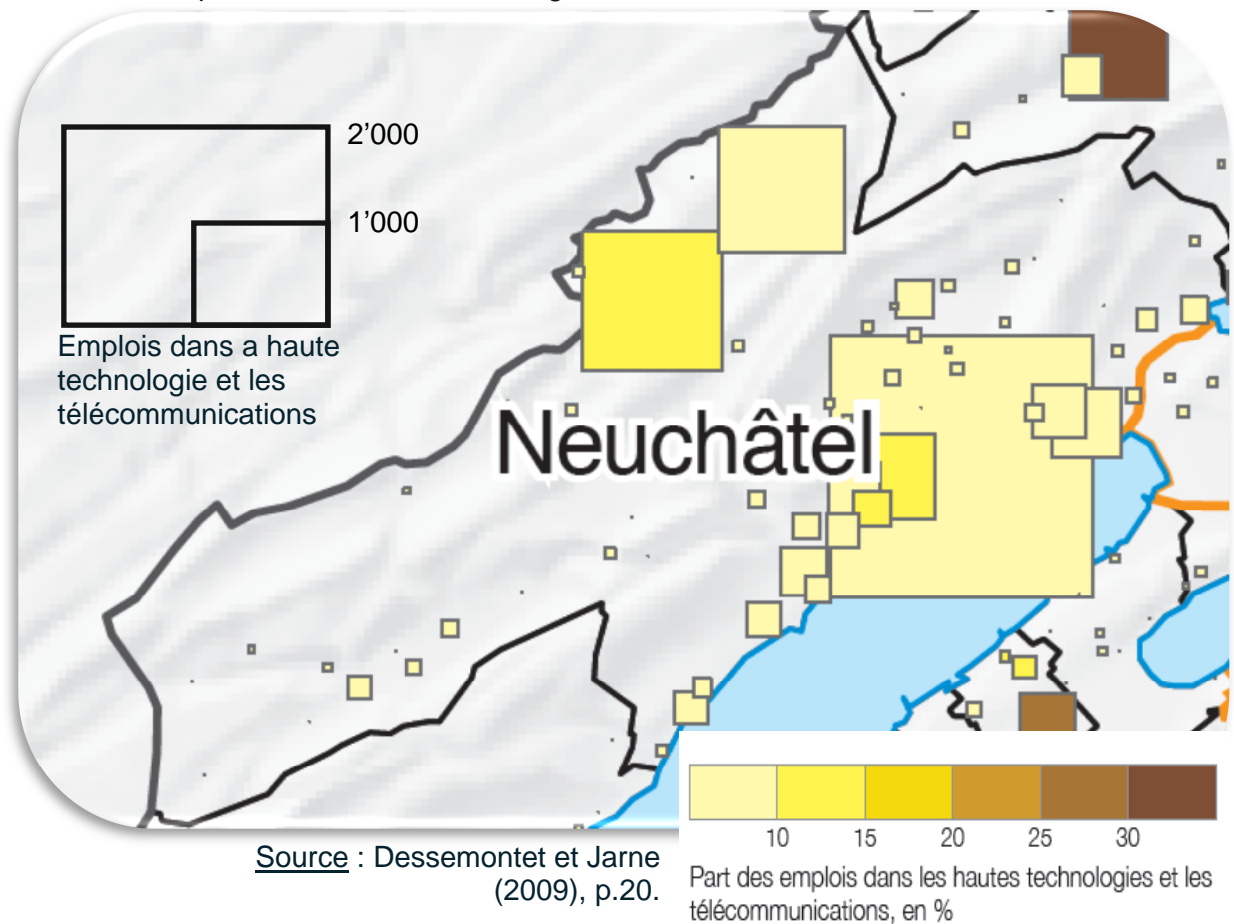 2’000
1’000
Emplois dans a haute
technologie et les
télécommunications
Neuchâtel
10 15 20 25 30
Part des emplois dans les hautes technologies et les
télécommunications, en %
Source : Dessemontet et Jarne
(2009), p.20.